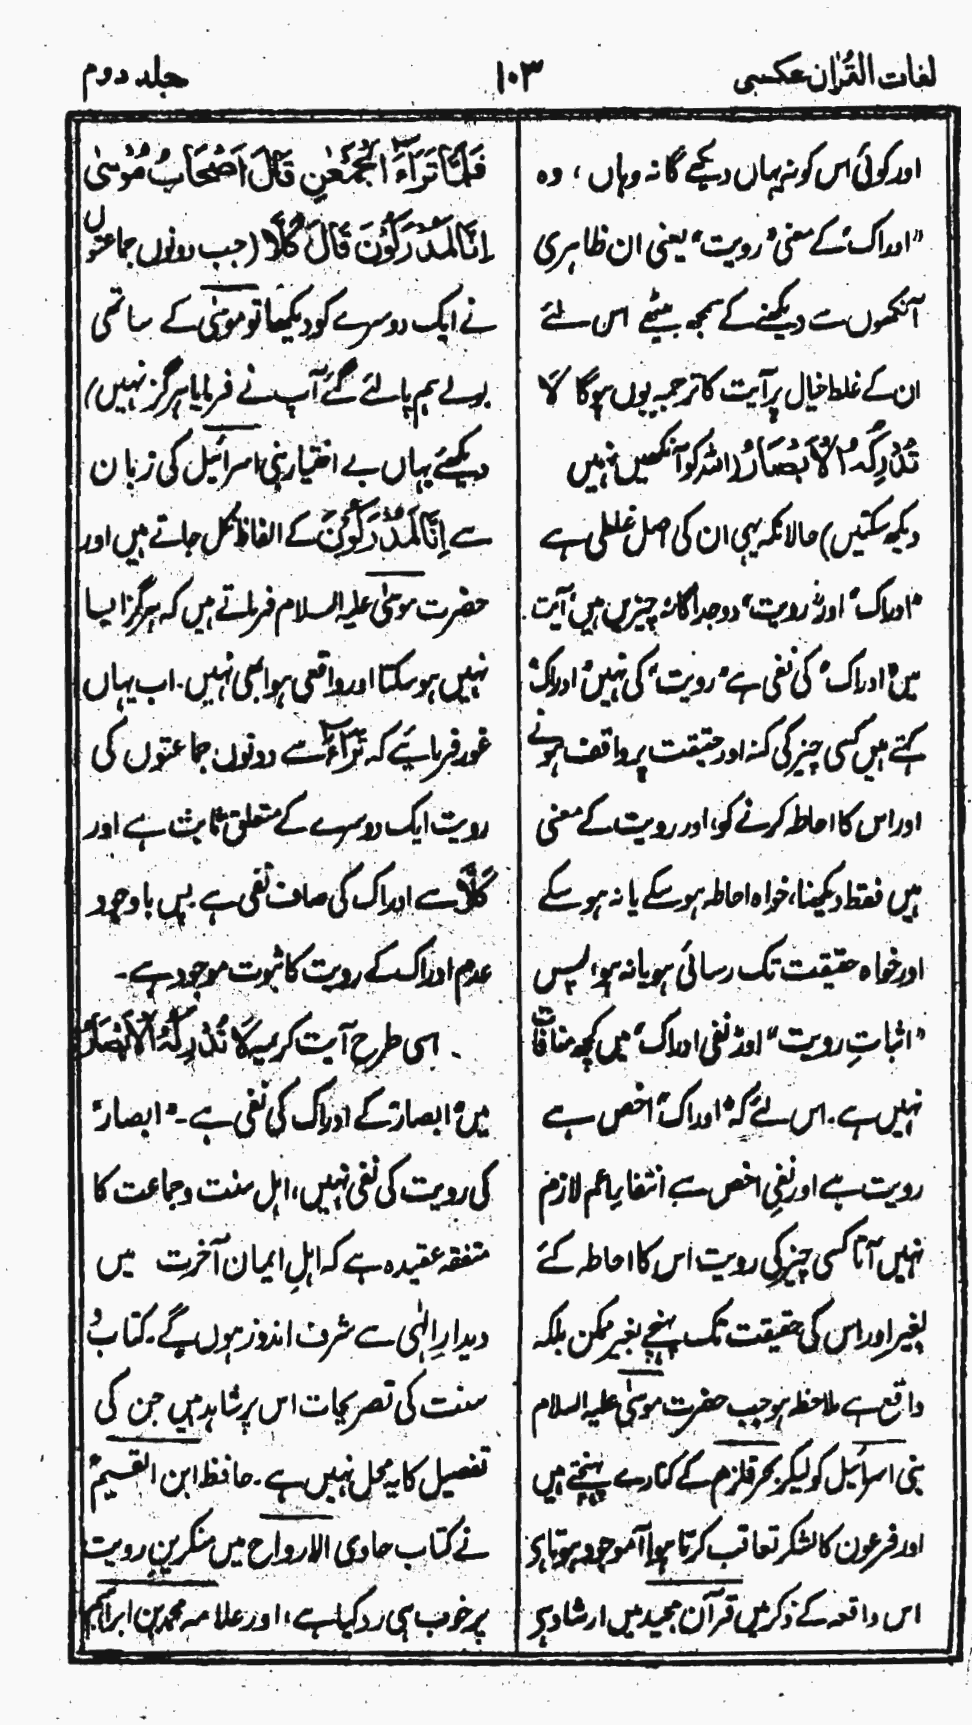 لغات القرآن عکسی
۱۰۳
جلد دوم
اور کوئی اس کو نہ یہاں دیکھے گا نہ وہاں ، وہ
"ادراک" کے معنی "رویت" یعنی ان ظاہری
آنکھوں سے دیکھنے کے سمجھ بیٹھے اس لئے
ان کے غلط خیال پر آیت کا ترجمہ یوں ہوگا لَا
تُدْرِكُهُ الْاَبْصَارُ (اللہ کو آنکھیں نہیں
دیکھ سکتیں) حالانکہ یہی ان کی اصل غلطی ہے
"ادراک" اور "رویت" دو جداگانہ چیزیں ہیں، آیت
میں "ادراک" کی نفی ہے "رویت" کی نہیں "ادراک"
کہتے ہیں کسی چیز کی کنہ اور حقیقت پر واقف ہونے
اور اس کا احاطہ کرنے کو، اور رویت کے معنی
ہیں فقط دیکھنا، خواہ احاطہ ہو سکے یا نہ ہو سکے
اور خواہ حقیقت تک رسائی ہو یا نہ ہو، پس
"اثباتِ رویت" اور "نفی ادراک" میں کچھ منافات
نہیں ہے۔ اس لئے کہ "ادراک" اخص ہے
رویت سے اور نفیِ اخص سے انتفایِ اعم لازم
نہیں آتا کسی چیز کی رویت اس کا احاطہ کئے
بغیر اور اس کی حقیقت تک پہنچے بغیر ممکن بلکہ
واقع ہے ملاحظہ ہو جب حضرت موسیٰ علیہ السلام
بنی اسرائیل کو لیکر بحر قلزم کے کنارے پہنچتے ہیں
اور فرعون کا لشکر تعاقب کرتا ہوا آموجود ہوتا ہے
اس واقعہ کے ذکر میں قرآن مجید میں ارشاد ہے
فَلَمَّا تَرَاءَ الْجَمْعٰنِ قَالَ اَصْحَابُ مُوْسٰى
اِنَّا لَمُدْرَكُوْنَ قَالَ كَلَّا (جب دونوں جماعتوں
نے ایک دوسرے کو دیکھا تو موسٰی کے ساتھی
بولے ہم پالئے گئے آپ نے فرمایا ہرگز نہیں)
دیکھئے یہاں بے اختیار بنی اسرائیل کی زبان
سے اِنَّا لَمُدْرَكُوْنَ کے الفاظ نکل جاتے ہیں اور
حضرت موسیٰ علیہ السلام فرماتے ہیں کہ ہرگز ایسا
نہیں ہو سکتا اور واقعی ہوا بھی نہیں۔ اب یہاں
غور فرمایئے کہ تَرَاءَ سے دونوں جماعتوں کی
رویت ایک دوسرے کے متعلق ثابت ہے اور
كَلَّا سے ادراک کی صاف نفی ہے پس باوجود
عدم ادراک کے رویت کا ثبوت موجود ہے۔
اسی طرح آیت کریمہ لَا تُدْرِكُهُ الْاَبْصَارُ
میں "ابصار" کے ادراک کی نفی ہے۔ "ابصار"
کی رویت کی نفی نہیں، اہل سنت و جماعت کا
متفقہ عقیدہ ہے کہ اہلِ ایمان آخرت میں
دیدارِ الٰہی سے شرف اندوز ہوں گے۔ کتاب و
سنت کی تصریحات اس پر شاہد ہیں جن کی
تفصیل کا یہ محل نہیں ہے۔ حافظ ابن القیم
نے کتاب حادی الارواح میں منکرینِ رویت
پر خوب ہی رد کیا ہے، اور علامہ محمد بن ابراہیم